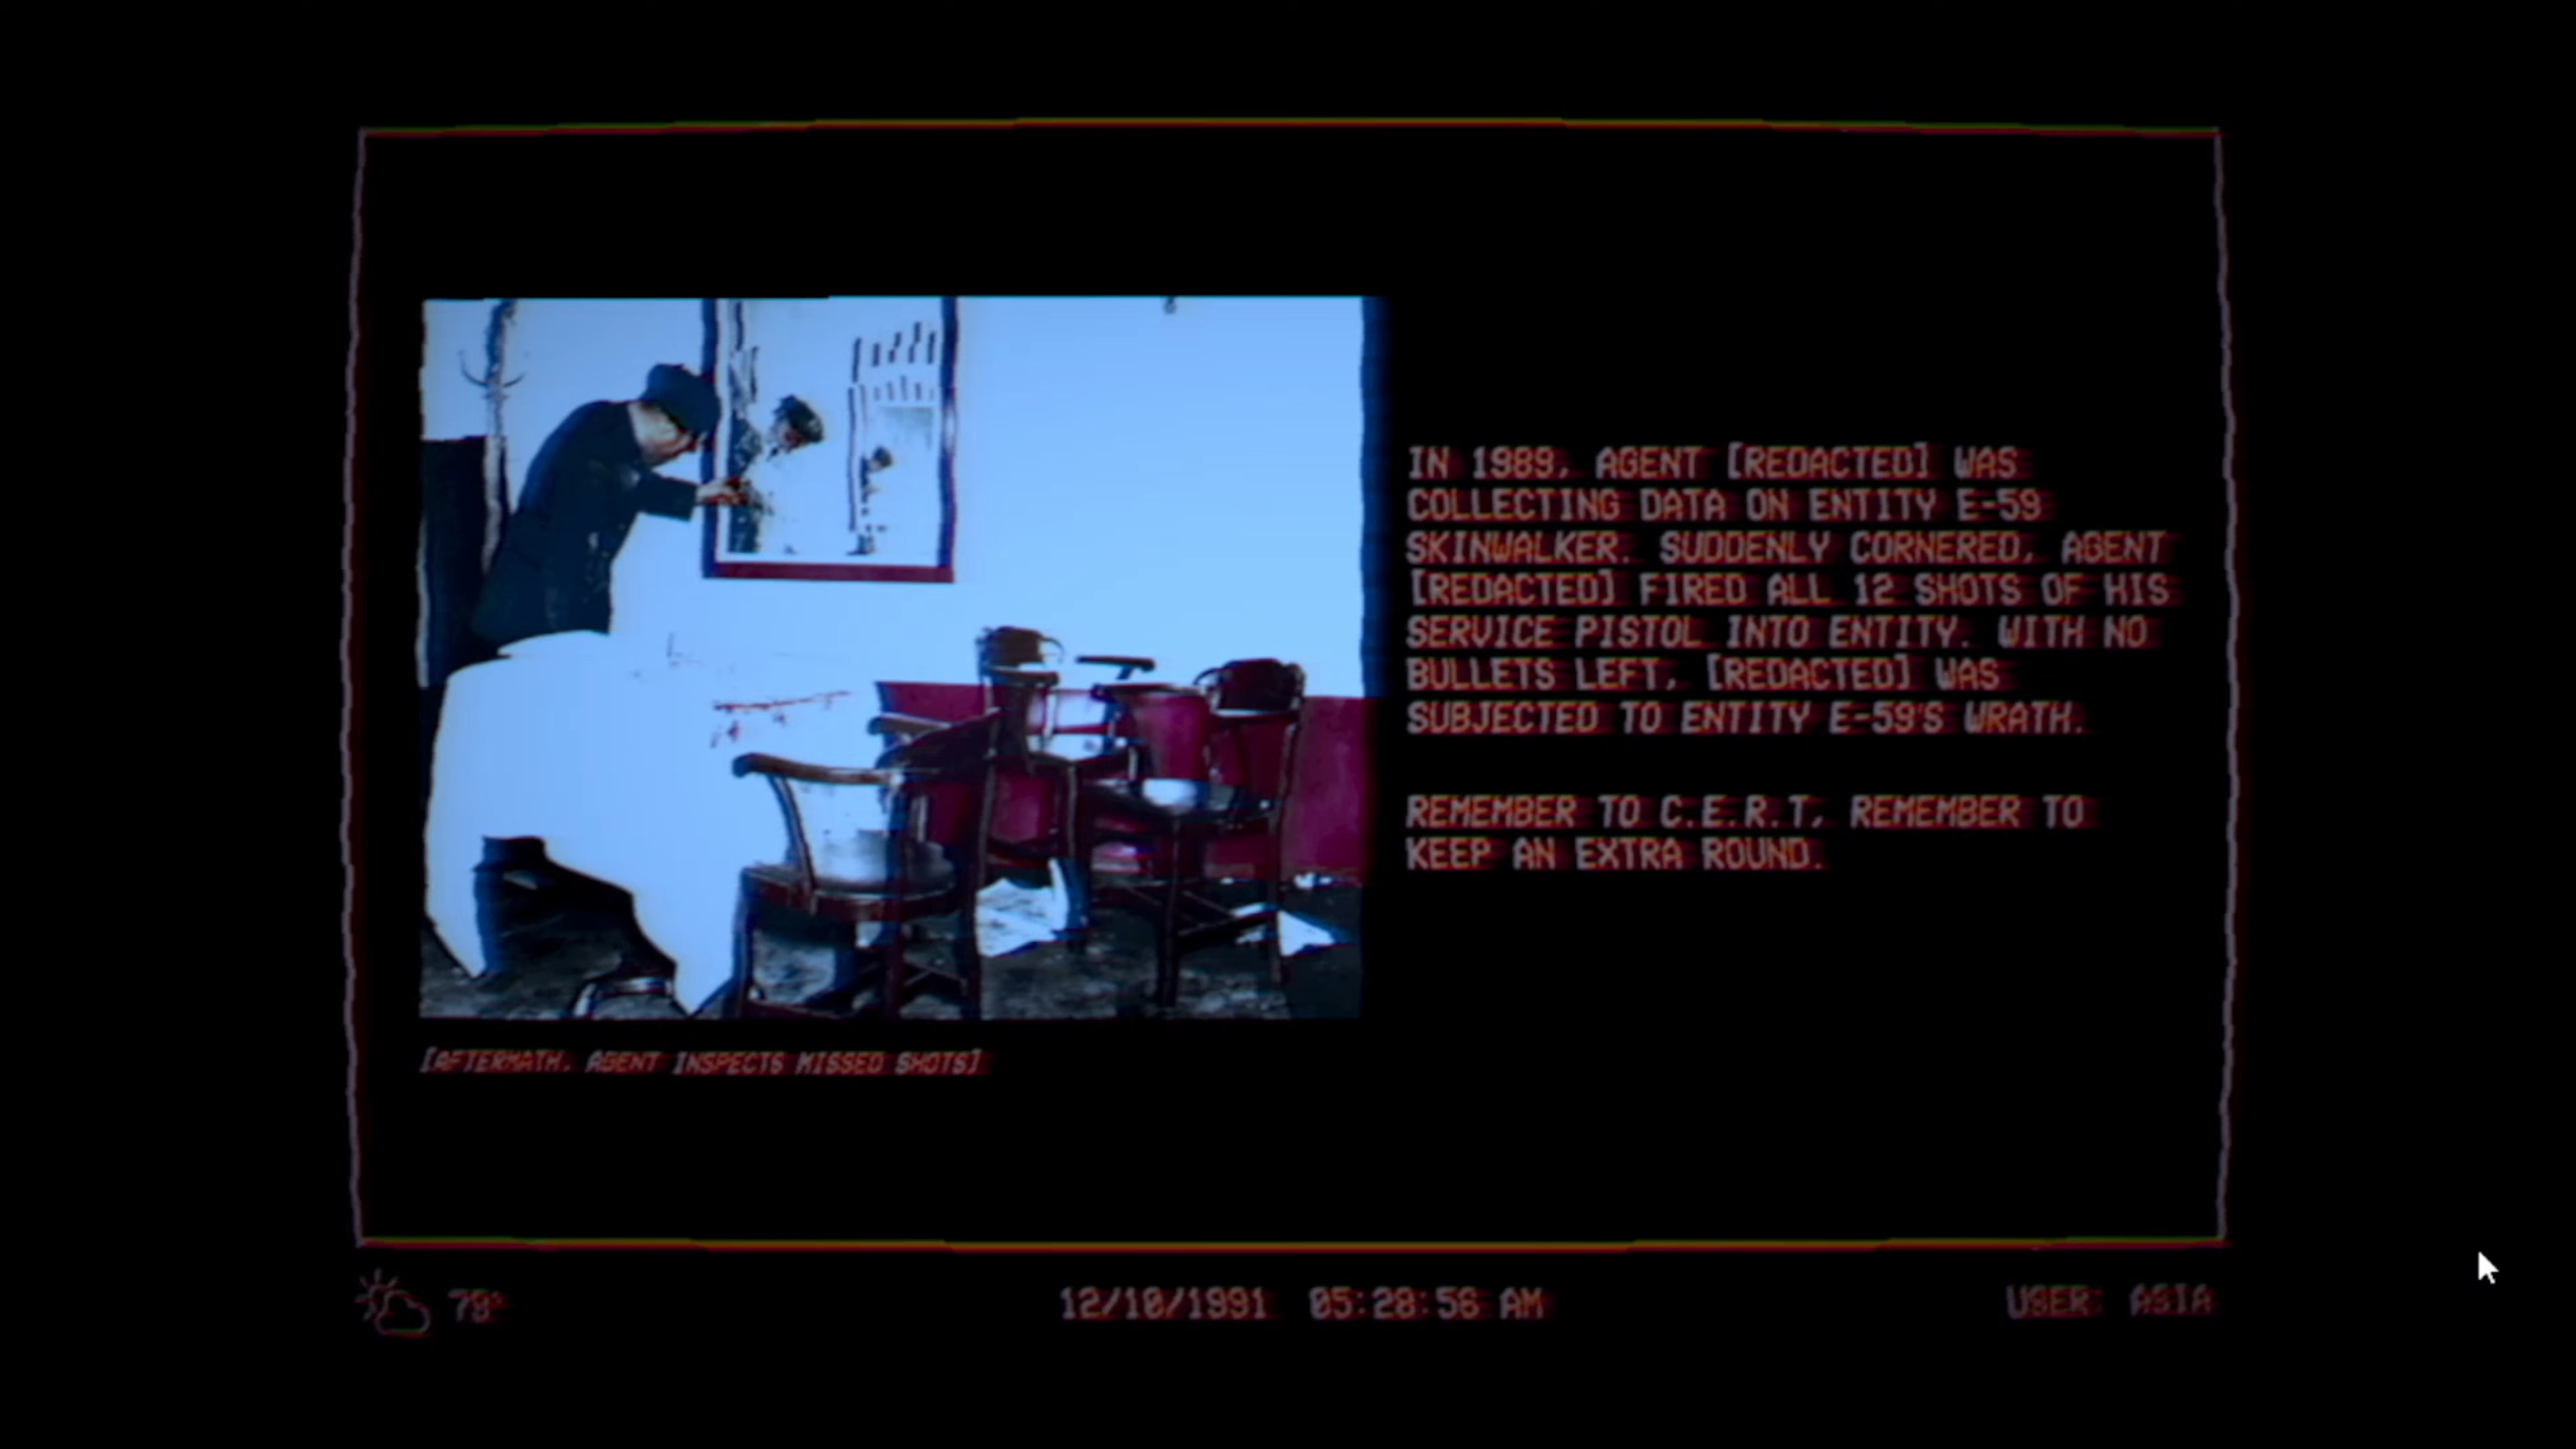 IN 1989, AGENT [REDACTED] WAS
COLLECTING DATA ON ENTITY E-59
SKINWALKER. SUDDENLY CORNERED, AGENT
[REDACTED] FIRED ALL 12 SHOTS OF HIS
SERVICE PISTOL INTO ENTITY. WITH NO
BULLETS LEFT, [REDACTED] WAS
SUBJECTED TO ENTITY E-59'S WRATH.
REMEMBER TO C.E.R.T, REMEMBER TO
KEEP AN EXTRA ROUND.
[AFTERMATH, AGENT INSPECTS MISSED SHOTS]
79°
12/10/1991 05:28:56 AM
USER: ASIA